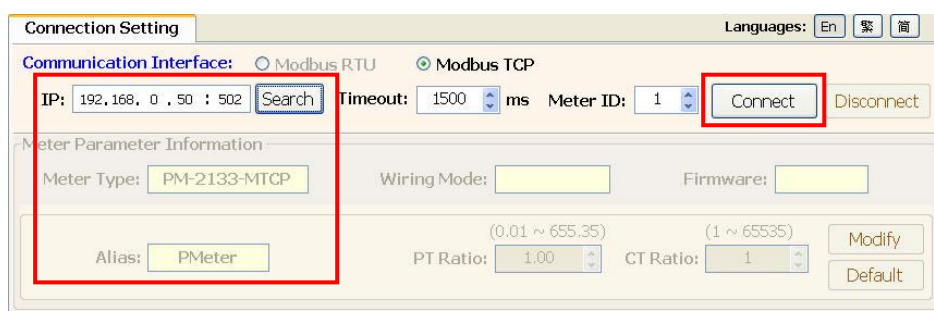 Connection Setting Languages: En 繁 简
Communication Interface: Modbus RTU Modbus TCP
IP: 192.168. 0 . 50 : 502 Search Timeout: 1500 ms Meter ID: 1 Connect Disconnect
Meter Parameter Information
Meter Type: PM-2133-MTCP Wiring Mode: Firmware:
(0.01 ~ 655.35) (1 ~ 65535) Modify
Alias: PMeter PT Ratio: 1.00 CT Ratio: 1
Default